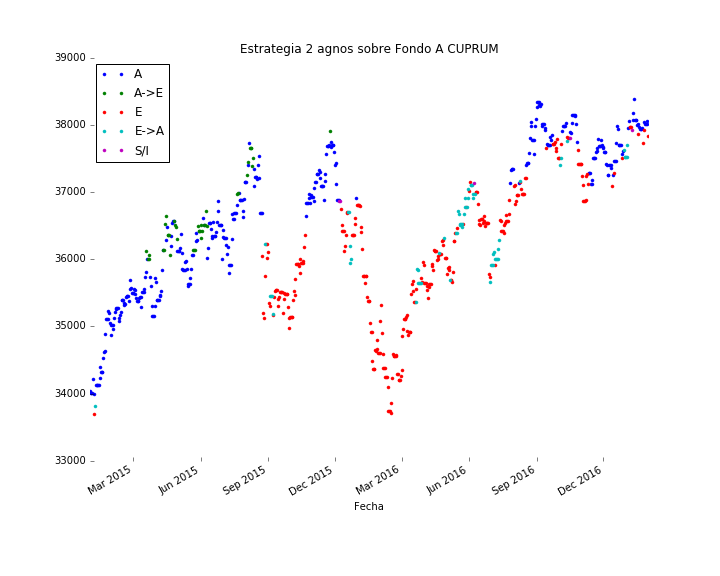 Estrategia 2 agnos sobre Fondo A CUPRUM
39000
38000
37000
36000
35000
34000
33000
A
A->E
E
E->A
S/I
Mar 2015
Jun 2015
Sep 2015
Dec 2015
Mar 2016
Jun 2016
Sep 2016
Dec 2016
Fecha